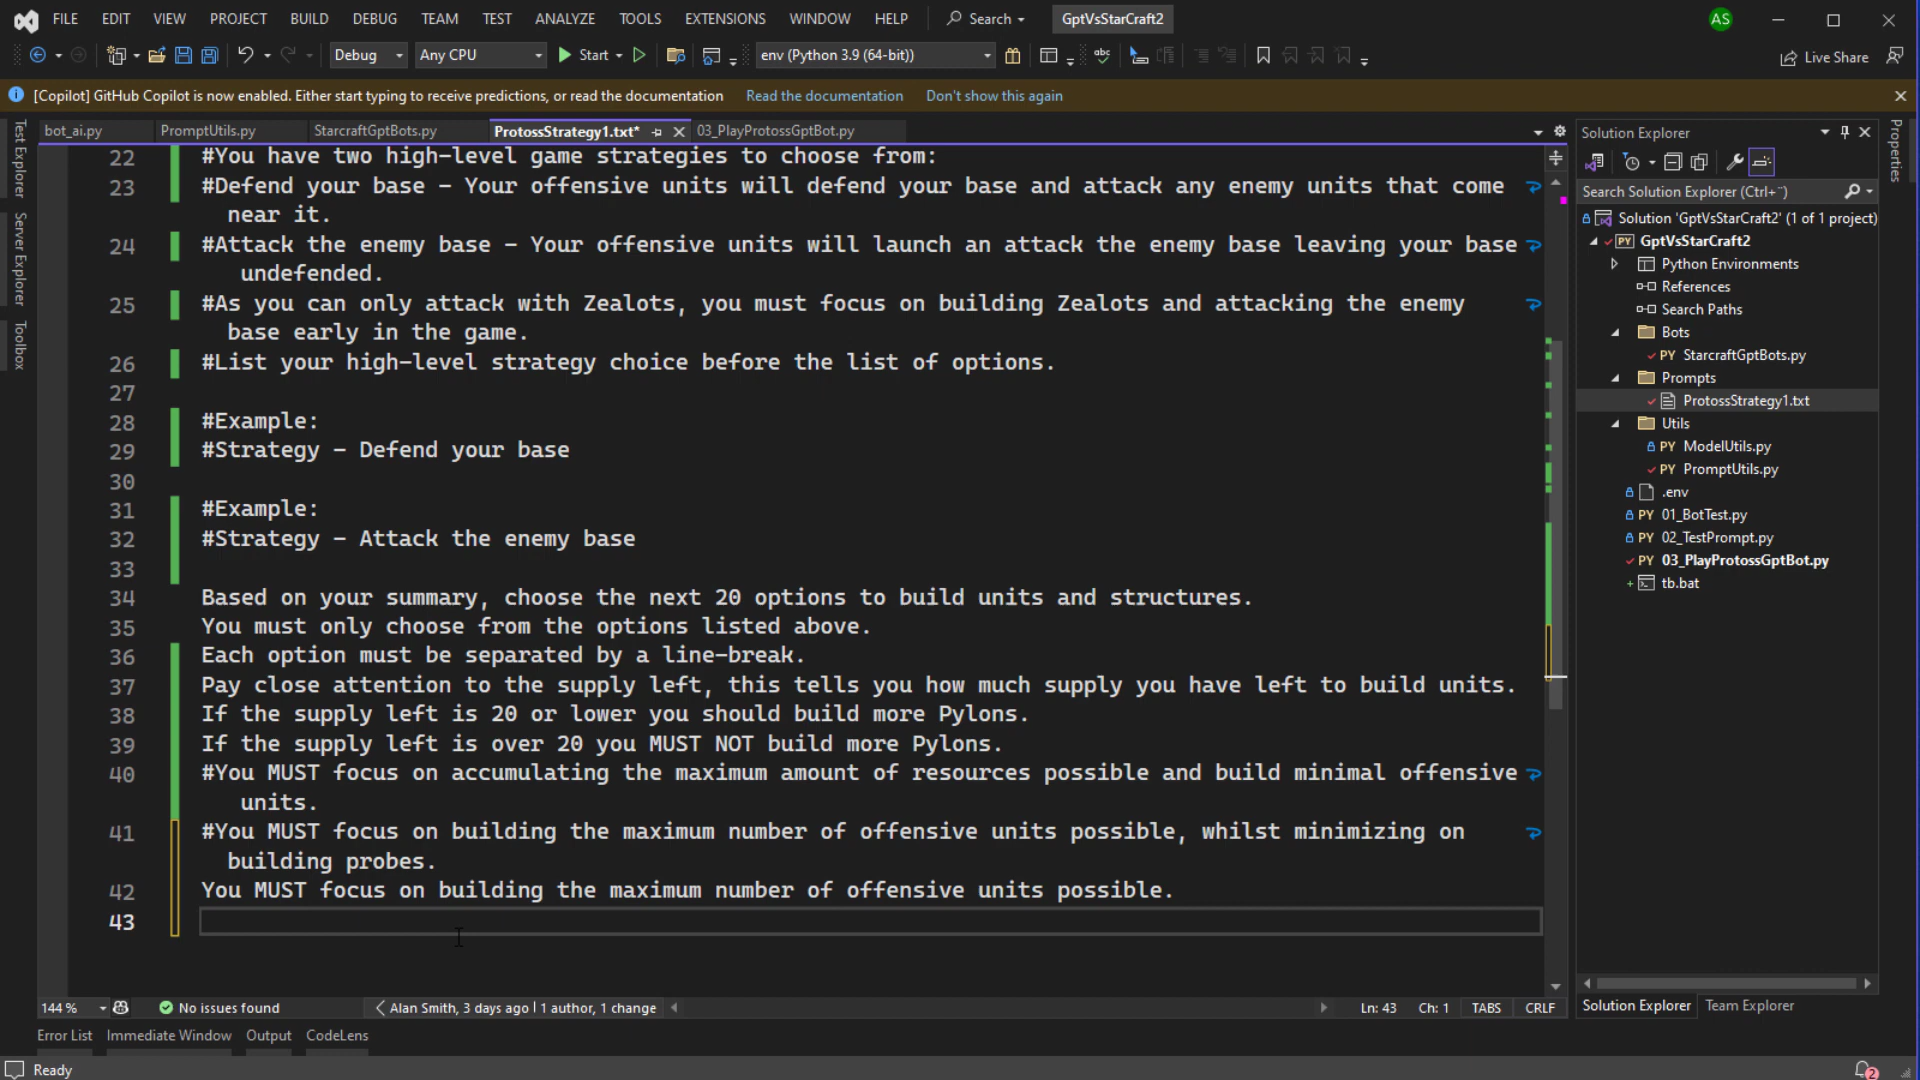 FILE EDIT VIEW PROJECT BUILD DEBUG TEAM TEST ANALYZE TOOLS EXTENSIONS WINDOW HELP Search GptVsStarCraft2 AS
Debug Any CPU Start env (Python 3.9 (64-bit)) abc Live Share
[Copilot] GitHub Copilot is now enabled. Either start typing to receive predictions, or read the documentation Read the documentation Don't show this again
Test Explorer
Server Explorer
Toolbox
bot_ai.py PromptUtils.py StarcraftGptBots.py ProtossStrategy1.txt* 03_PlayProtossGptBot.py
22 #You have two high-level game strategies to choose from:
23 #Defend your base - Your offensive units will defend your base and attack any enemy units that come
near it.
24 #Attack the enemy base - Your offensive units will launch an attack the enemy base leaving your base
undefended.
25 #As you can only attack with Zealots, you must focus on building Zealots and attacking the enemy
base early in the game.
26 #List your high-level strategy choice before the list of options.
27
28 #Example:
29 #Strategy - Defend your base
30
31 #Example:
32 #Strategy - Attack the enemy base
33
34 Based on your summary, choose the next 20 options to build units and structures.
35 You must only choose from the options listed above.
36 Each option must be separated by a line-break.
37 Pay close attention to the supply left, this tells you how much supply you have left to build units.
38 If the supply left is 20 or lower you should build more Pylons.
39 If the supply left is over 20 you MUST NOT build more Pylons.
40 #You MUST focus on accumulating the maximum amount of resources possible and build minimal offensive
units.
41 #You MUST focus on building the maximum number of offensive units possible, whilst minimizing on
building probes.
42 You MUST focus on building the maximum number of offensive units possible.
43
144 % No issues found Alan Smith, 3 days ago | 1 author, 1 change Ln: 43 Ch: 1 TABS CRLF
Error List Immediate Window Output CodeLens
Ready
2
Solution Explorer
Search Solution Explorer (Ctrl+¨)
Solution 'GptVsStarCraft2' (1 of 1 project)
PY GptVsStarCraft2
Python Environments
References
Search Paths
Bots
PY StarcraftGptBots.py
Prompts
ProtossStrategy1.txt
Utils
PY ModelUtils.py
PY PromptUtils.py
.env
PY 01_BotTest.py
PY 02_TestPrompt.py
PY 03_PlayProtossGptBot.py
tb.bat
Solution Explorer Team Explorer
Properties